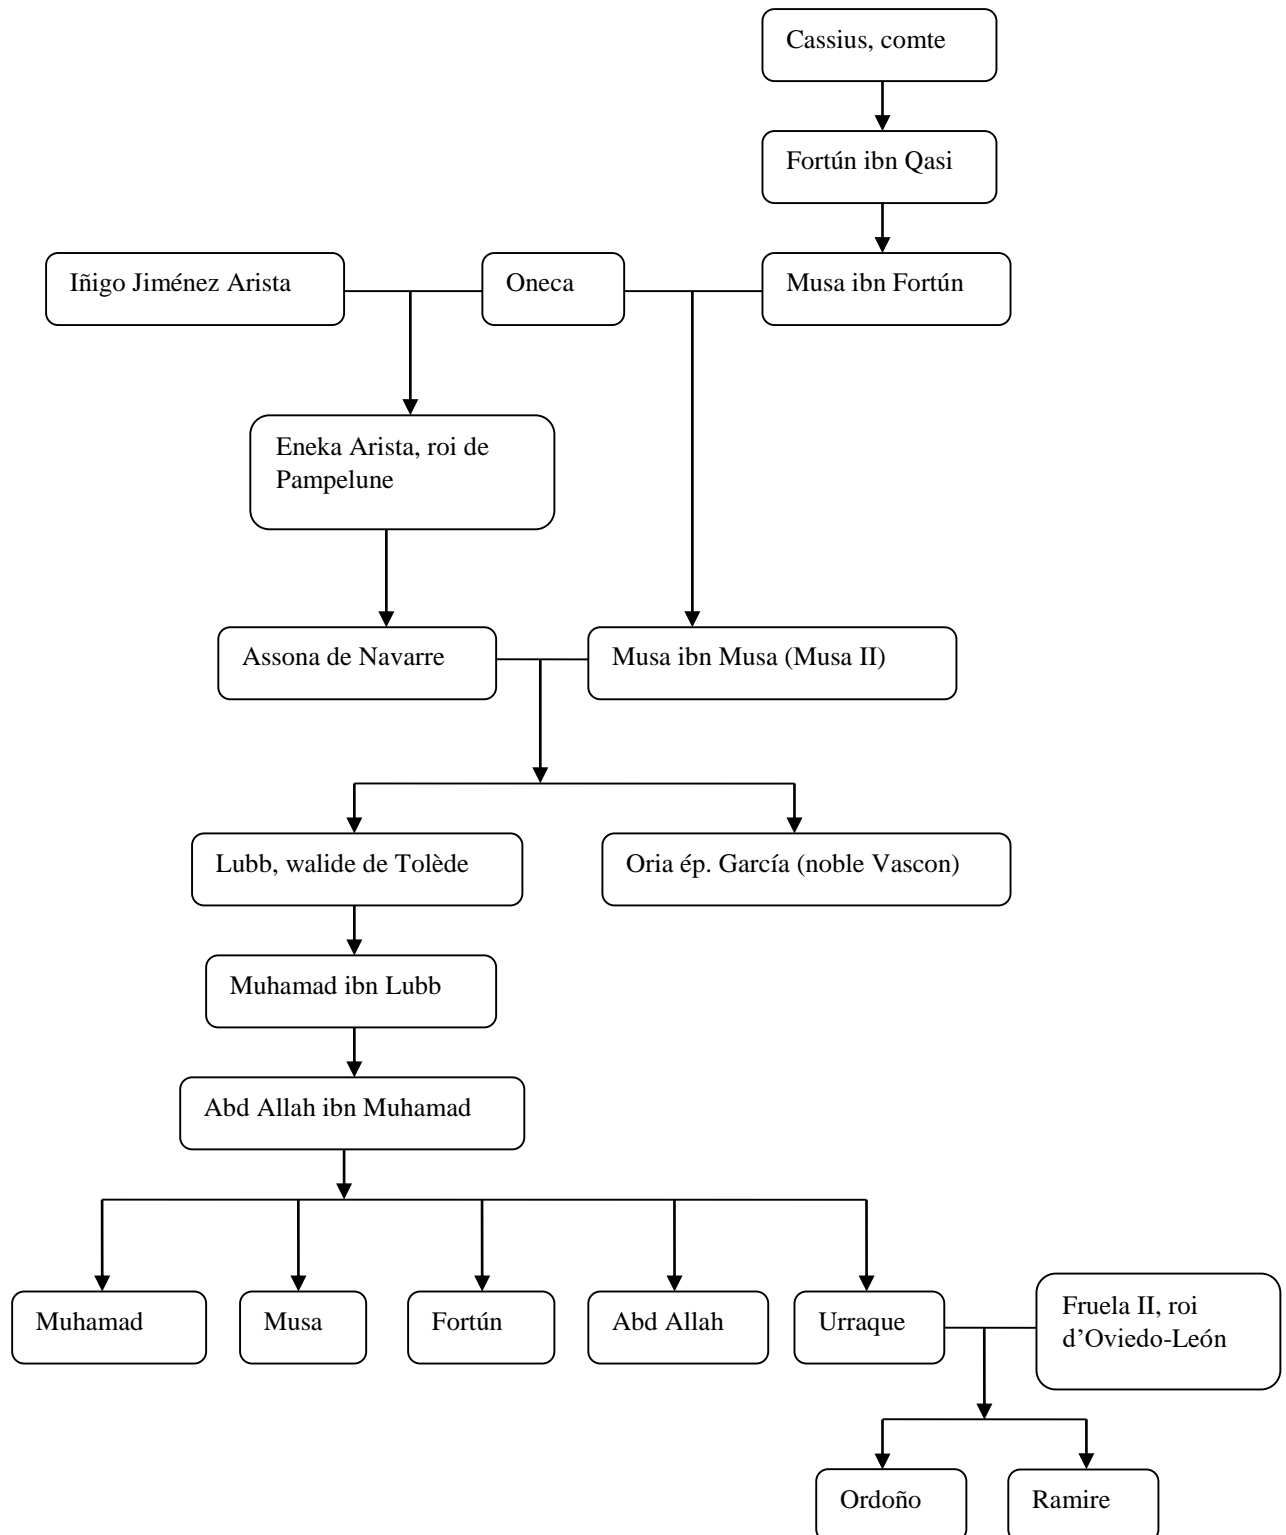 Cassius, comte
Fortún ibn Qasi
Iñigo Jiménez Arista
Oneca
Musa ibn Fortún
Eneka Arista, roi de
Pampelune
Assona de Navarre
Musa ibn Musa (Musa II)
Lubb, walide de Tolède
Oria ép. García (noble Vascon)
Muhamad ibn Lubb
Abd Allah ibn Muhamad
Muhamad
Musa
Fortún
Abd Allah
Urraque
Fruela II, roi
d’Oviedo-León
Ordoño
Ramire